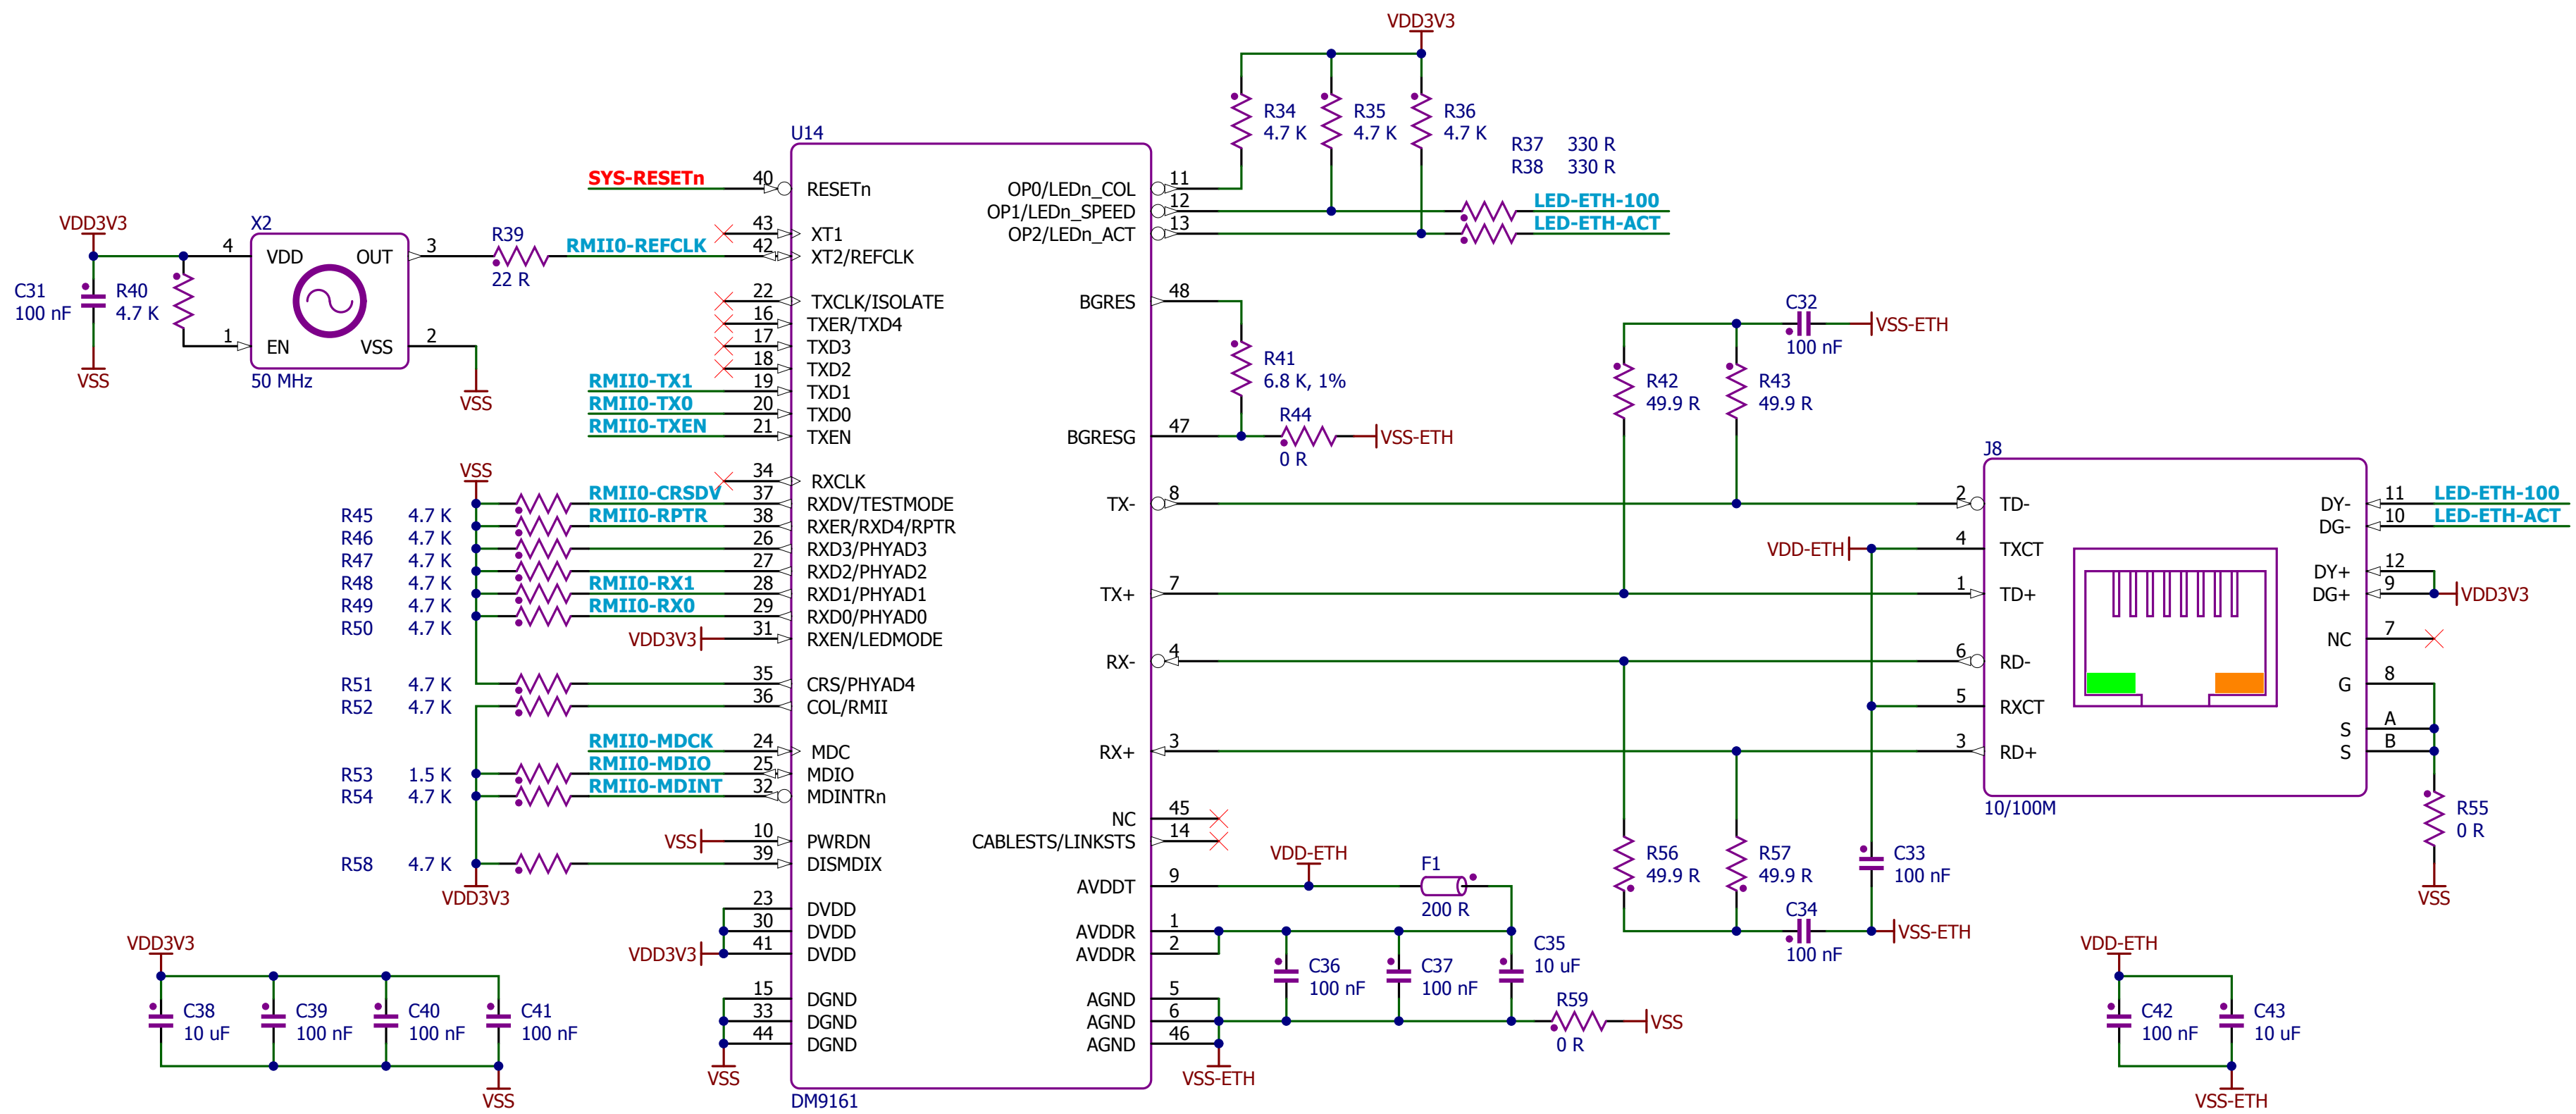 VDD3V3
R34
4.7 K
R35
4.7 K
R36
4.7 K
R37 330 R
R38 330 R
LED-ETH-100
LED-ETH-ACT
VDD3V3
C31
100 nF
R40
4.7 K
VSS
X2
4
VDD
OUT
3
1
EN
VSS
2
50 MHz
VSS
R39
22 R
U14
SYS-RESETn
40
RESETn
43
XT1
RMII0-REFCLK
42
XT2/REFCLK
22
TXCLK/ISOLATE
16
TXER/TXD4
17
TXD3
18
TXD2
RMII0-TX1
19
TXD1
RMII0-TX0
20
TXD0
RMII0-TXEN
21
TXEN
VSS
34
RXCLK
RMII0-CRSDV
37
RXDV/TESTMODE
R45 4.7 K
RMII0-RPTR
38
RXER/RXD4/RPTR
R46 4.7 K
26
RXD3/PHYAD3
R47 4.7 K
27
RXD2/PHYAD2
R48 4.7 K
RMII0-RX1
28
RXD1/PHYAD1
R49 4.7 K
RMII0-RX0
29
RXD0/PHYAD0
R50 4.7 K
VDD3V3
31
RXEN/LEDMODE
R51 4.7 K
35
CRS/PHYAD4
R52 4.7 K
36
COL/RMII
RMII0-MDCK
24
MDC
R53 1.5 K
RMII0-MDIO
25
MDIO
R54 4.7 K
RMII0-MDINT
32
MDINTRn
VSS
10
PWRDN
R58 4.7 K
39
DISMDIX
VDD3V3
23
DVDD
30
DVDD
VDD3V3
41
DVDD
15
DGND
33
DGND
44
DGND
VSS
DM9161
OP0/LEDn_COL
11
OP1/LEDn_SPEED
12
OP2/LEDn_ACT
13
BGRES
48
R41
6.8 K, 1%
BGRESG
47
R44
0 R
VSS-ETH
TX-
8
TX+
7
RX-
4
RX+
3
NC
45
CABLESTS/LINKSTS
14
AVDDT
9
VDD-ETH
F1
200 R
AVDDR
1
AVDDR
2
C36
100 nF
C37
100 nF
C35
10 uF
AGND
5
AGND
6
AGND
46
R59
0 R
VSS
VSS-ETH
C32
100 nF
VSS-ETH
R42
49.9 R
R43
49.9 R
R56
49.9 R
R57
49.9 R
C33
100 nF
C34
100 nF
VSS-ETH
J8
2
TD-
VDD-ETH
4
TXCT
1
TD+
6
RD-
5
RXCT
3
RD+
10/100M
DY-
11
LED-ETH-100
DG-
10
LED-ETH-ACT
DY+
12
DG+
9
VDD3V3
NC
7
G
8
S
A
S
B
R55
0 R
VSS
VDD3V3
C38
10 uF
C39
100 nF
C40
100 nF
C41
100 nF
VSS
VDD-ETH
C42
100 nF
C43
10 uF
VSS-ETH